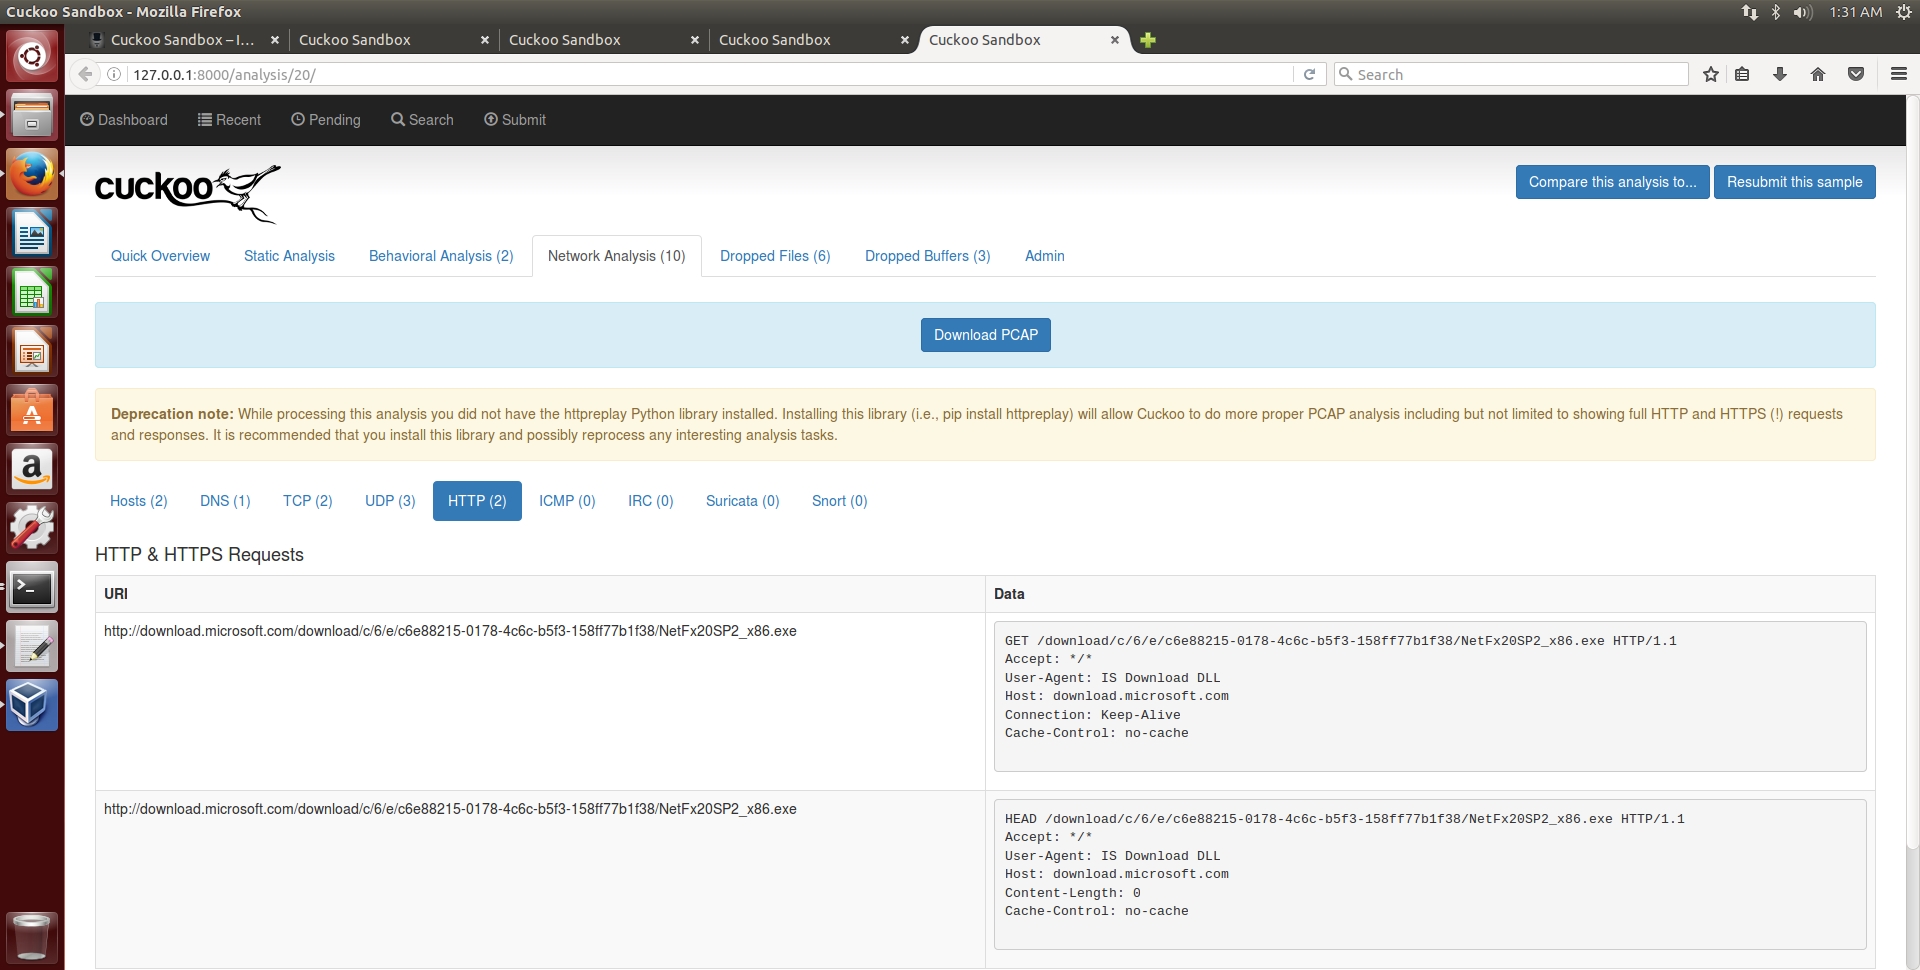 Cuckoo Sandbox - Mozilla Firefox
1:31 AM
Cuckoo Sandbox – I...
Cuckoo Sandbox
Cuckoo Sandbox
Cuckoo Sandbox
Cuckoo Sandbox
127.0.0.1:8000/analysis/20/
Search
Dashboard
Recent
Pending
Search
Submit
cuckoo
Compare this analysis to...
Resubmit this sample
Quick Overview
Static Analysis
Behavioral Analysis (2)
Network Analysis (10)
Dropped Files (6)
Dropped Buffers (3)
Admin
Download PCAP
Deprecation note: While processing this analysis you did not have the httpreplay Python library installed. Installing this library (i.e., pip install httpreplay) will allow Cuckoo to do more proper PCAP analysis including but not limited to showing full HTTP and HTTPS (!) requests
and responses. It is recommended that you install this library and possibly reprocess any interesting analysis tasks.
Hosts (2)
DNS (1)
TCP (2)
UDP (3)
HTTP (2)
ICMP (0)
IRC (0)
Suricata (0)
Snort (0)
HTTP & HTTPS Requests
URI
Data
http://download.microsoft.com/download/c/6/e/c6e88215-0178-4c6c-b5f3-158ff77b1f38/NetFx20SP2_x86.exe
GET /download/c/6/e/c6e88215-0178-4c6c-b5f3-158ff77b1f38/NetFx20SP2_x86.exe HTTP/1.1
Accept: */*
User-Agent: IS Download DLL
Host: download.microsoft.com
Connection: Keep-Alive
Cache-Control: no-cache
http://download.microsoft.com/download/c/6/e/c6e88215-0178-4c6c-b5f3-158ff77b1f38/NetFx20SP2_x86.exe
HEAD /download/c/6/e/c6e88215-0178-4c6c-b5f3-158ff77b1f38/NetFx20SP2_x86.exe HTTP/1.1
Accept: */*
User-Agent: IS Download DLL
Host: download.microsoft.com
Content-Length: 0
Cache-Control: no-cache